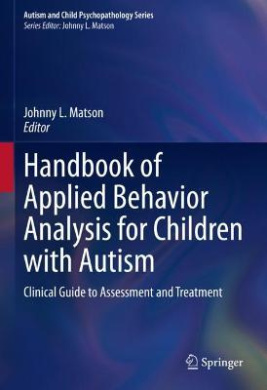 Autism and Child Psychopathology Series
Series Editor: Johnny L. Matson
Johnny L. Matson
Editor
Handbook of
Applied Behavior
Analysis for Children
with Autism
Clinical Guide to Assessment and Treatment
Springer